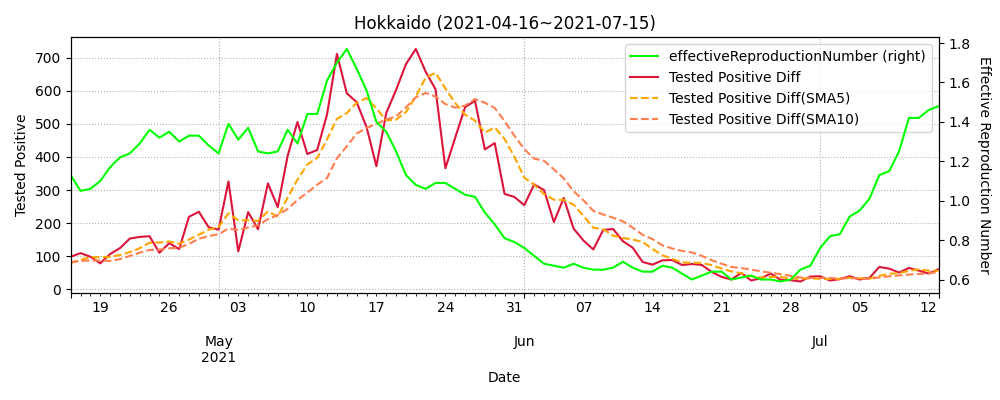 Hokkaido (2021-04-16~2021-07-15)
effectiveReproductionNumber (right)
Tested Positive Diff
Tested Positive Diff(SMA5)
Tested Positive Diff(SMA10)
Tested Positive
700
600
500
400
300
200
100
0
1.8
1.6
1.4
1.2
1.0
0.8
0.6
Effective Reproduction Number
19 26 03 10 17 24 31 07 14 21 28 05 12
May Jun Jul
2021
Date